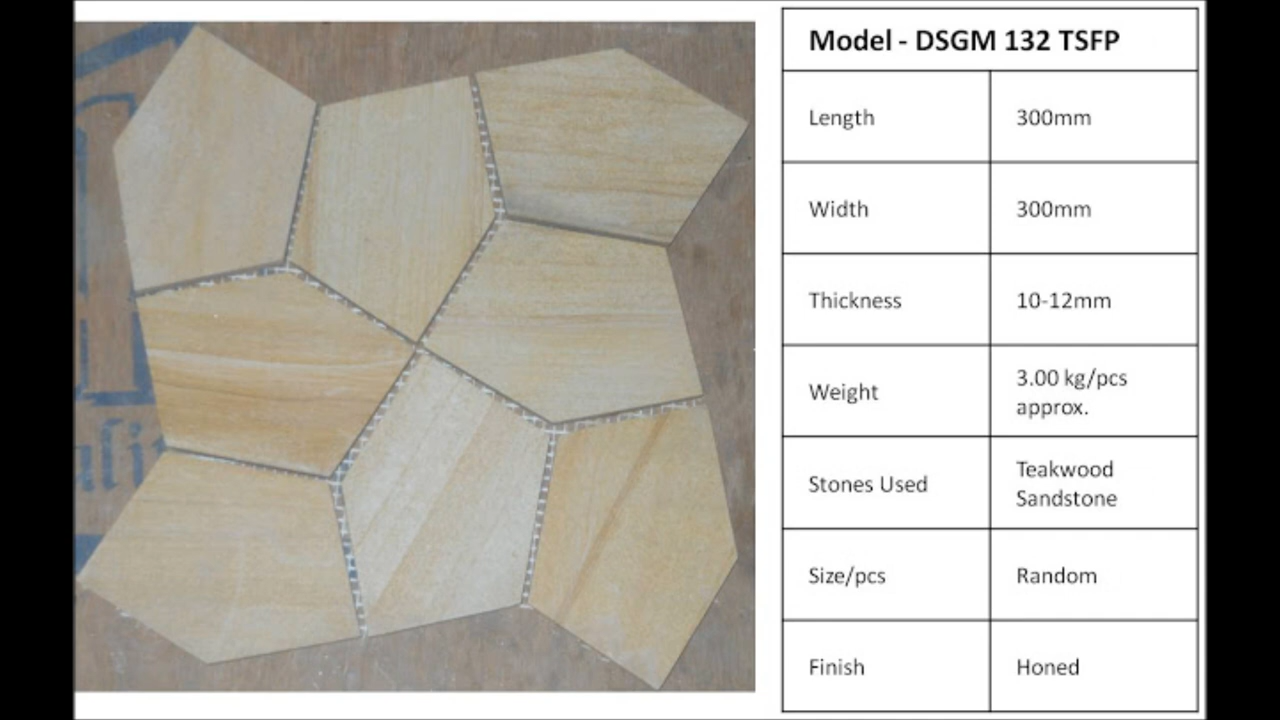 Model - DSGM 132 TSFP
Length 300mm
Width 300mm
Thickness 10-12mm
Weight 3.00 kg/pcs
approx.
Stones Used Teakwood
Sandstone
Size/pcs Random
Finish Honed